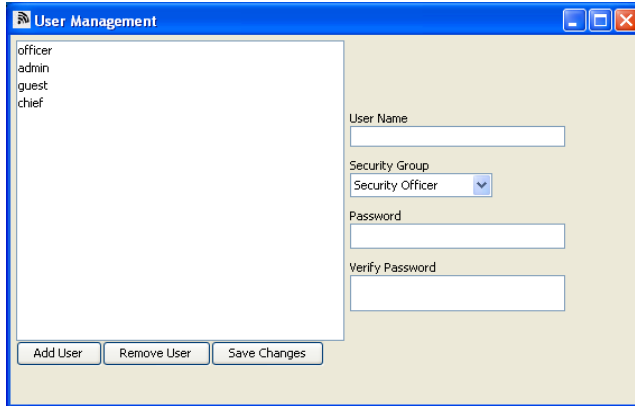 User Management
officer
admin
guest
chief
User Name
Security Group
Security Officer
Password
Verify Password
Add User Remove User Save Changes